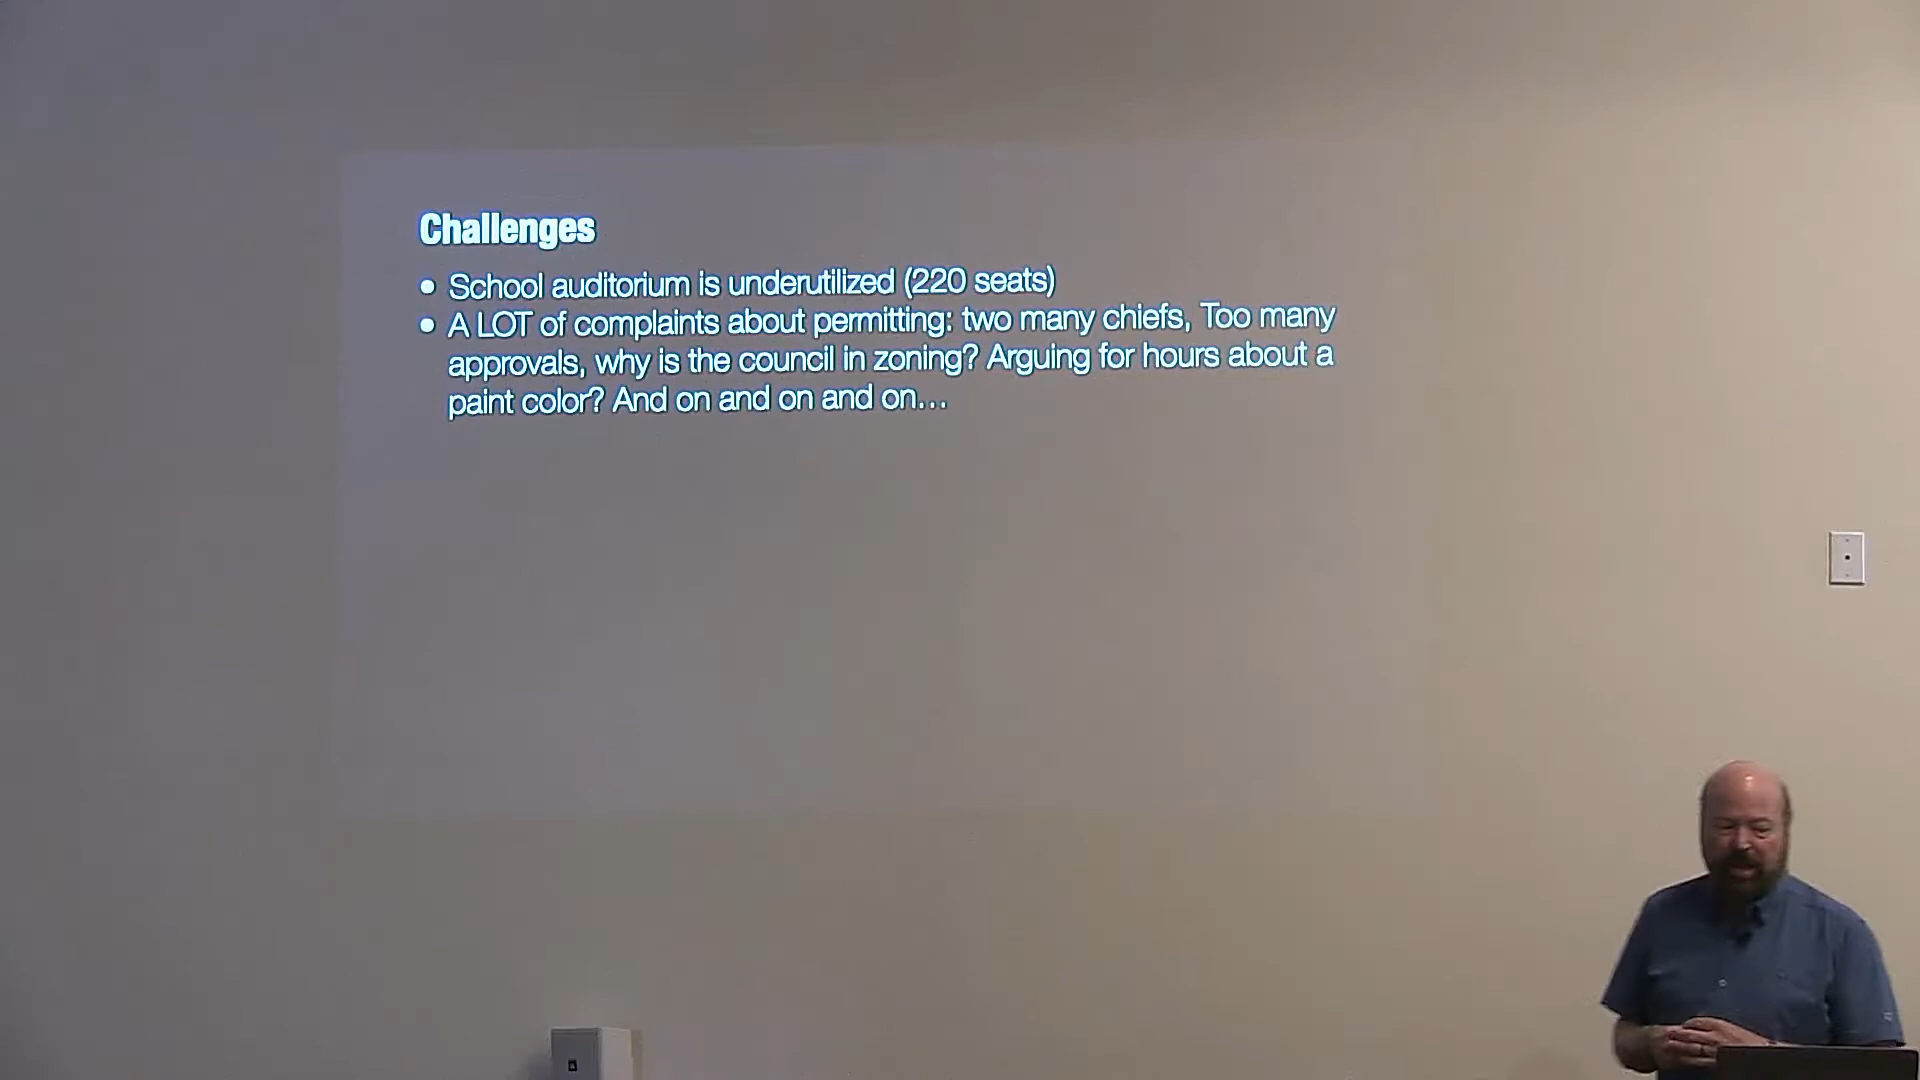 Challenges
• School auditorium is underutilized (220 seats)
• A LOT of complaints about permitting: two many chiefs, Too many
approvals, why is the council in zoning? Arguing for hours about a
paint color? And on and on and on…